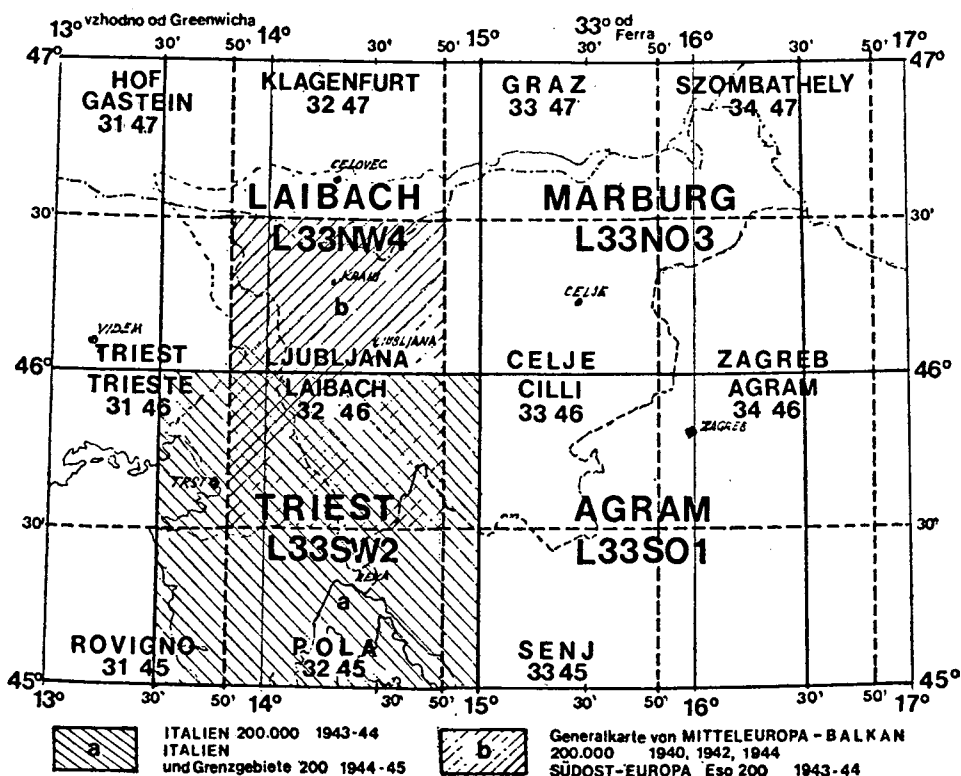 13° vzhodno od Greenwicha 33° od Ferra
30' 50' 14° 30' 50' 15° 30' 50' 16° 30' 50' 17°
47° 47°
HOF GASTEIN
31 47
KLAGENFURT
32 47
GRAZ
33 47
SZOMBATHELY
34 47
CELOVEC
LAIBACH
L33NW4
MARBURG
L33NO3
30' 30'
KRANJ
b
CELJE
VIDEM
LJUBLJANA
46° 46°
TRIEST
TRIESTE
31 46
LJUBLJANA
LAIBACH
32 46
CELJE
CILLI
33 46
ZAGREB
AGRAM
34 46
ZAGREB
TRST
30' 30'
TRIEST
L33SW2
AGRAM
L33SO1
REKA
a
ROVIGNO
31 45
POLA
32 45
SENJ
33 45
45° 45°
13° 30' 50' 14° 30' 50' 15° 30' 50' 16° 30' 50' 17°
a
ITALIEN 200.000 1943-44
ITALIEN
und Grenzgebiete 200 1944-45
b
Generalkarte von MITTELEUROPA - BALKAN
200.000 1940, 1942, 1944
SÜDOST-EUROPA Eso 200 1943-44